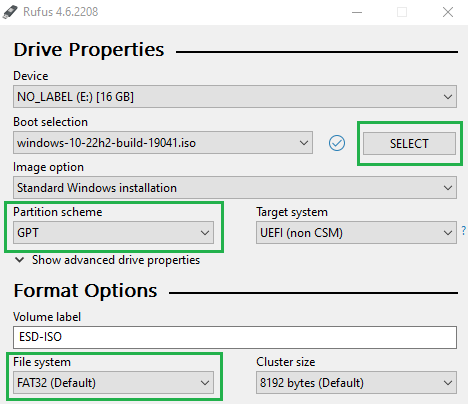 Rufus 4.6.2208
Drive Properties
Device
NO_LABEL (E:) [16 GB]
Boot selection
windows-10-22h2-build-19041.iso
SELECT
Image option
Standard Windows installation
Partition scheme
Target system
GPT
UEFI (non CSM)
?
Show advanced drive properties
Format Options
Volume label
ESD-ISO
File system
Cluster size
FAT32 (Default)
8192 bytes (Default)